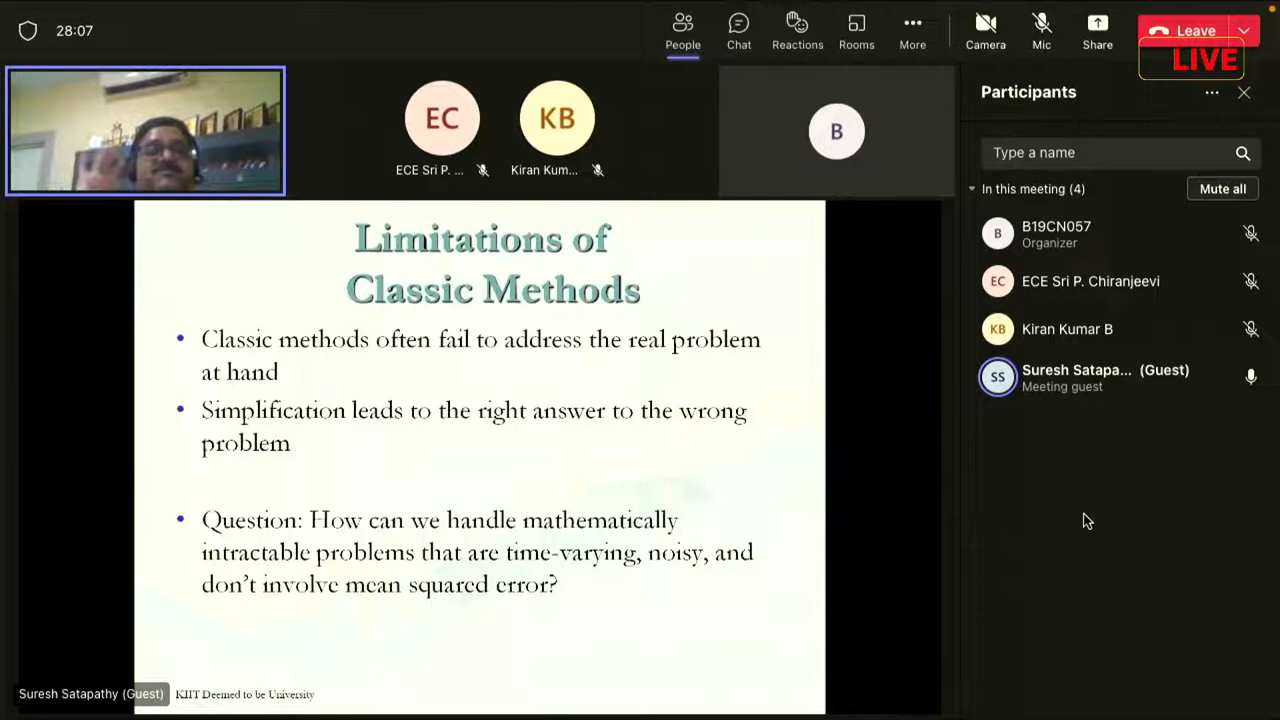 28:07
People
Chat
Reactions
Rooms
More
Camera
Mic
Share
Leave
LIVE
EC
KB
B
ECE Sri P. ...
Kiran Kum...
Participants
Type a name
In this meeting (4)
Mute all
B
B19CN057
Organizer
EC
ECE Sri P. Chiranjeevi
KB
Kiran Kumar B
SS
Suresh Satapa... (Guest)
Meeting guest
Limitations of
Classic Methods
• Classic methods often fail to address the real problem
at hand
• Simplification leads to the right answer to the wrong
problem
• Question: How can we handle mathematically
intractable problems that are time-varying, noisy, and
don't involve mean squared error?
Suresh Satapathy (Guest)
KIIT Deemed to be University